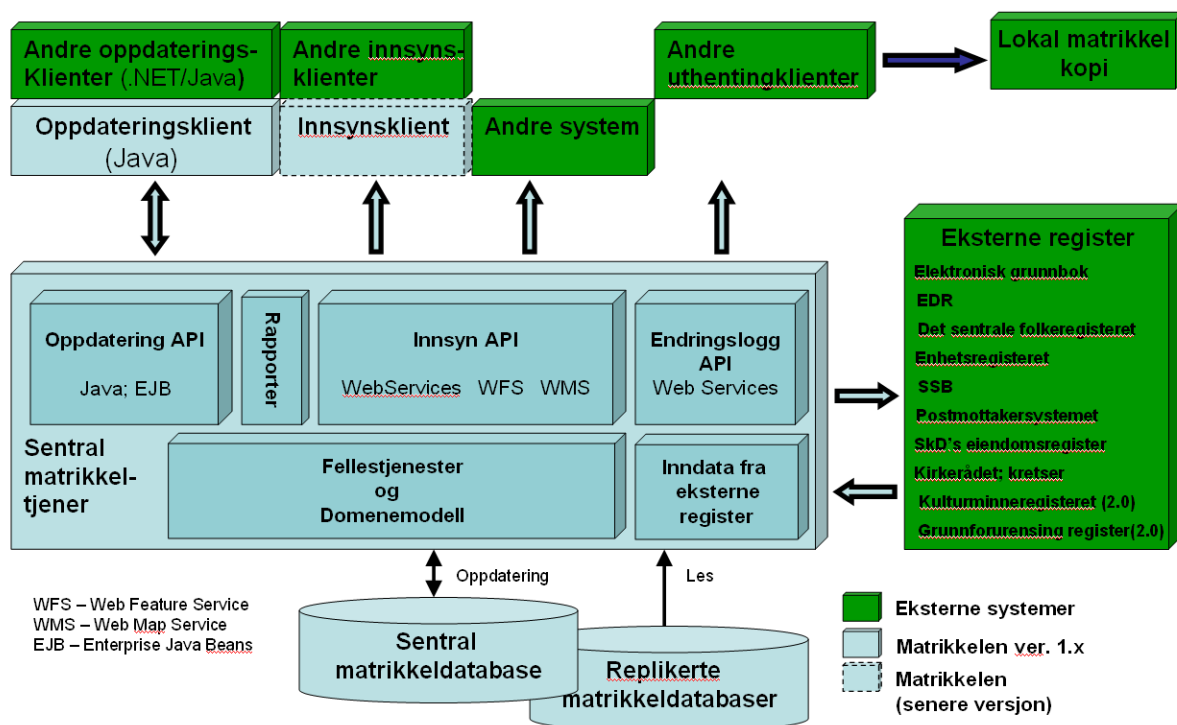 Andre oppdaterings-
Klienter (.NET/Java)
Andre innsyns-
klienter
Andre
uthentingklienter
Lokal matrikkel
kopi
Oppdateringsklient
(Java)
Innsynsklient
Andre system
Eksterne register
Elektronisk grunnbok
EDR
Det sentrale folkeregisteret
Enhetsregisteret
SSB
Postmottakersystemet
SkD's eiendomsregister
Kirkerådet; kretser
Kulturminneregisteret (2.0)
Grunnforurensing register(2.0)
Oppdatering API
Java; EJB
Rapporter
Innsyn API
WebServices WFS WMS
Endringslogg
API
Web Services
Sentral
matrikkel-
tjener
Fellestjenester
og
Domenemodell
Inndata fra
eksterne
register
Oppdatering
Les
WFS – Web Feature Service
WMS – Web Map Service
EJB – Enterprise Java Beans
Sentral
matrikkeldatabase
Replikerte
matrikkeldatabaser
Eksterne systemer
Matrikkelen ver. 1.x
Matrikkelen
(senere versjon)